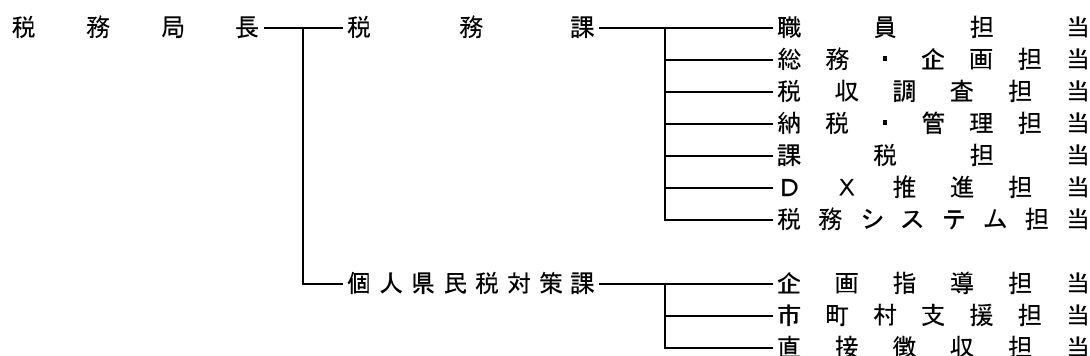 税務局長 税務課 職員担当
総務・企画担当
税収調査担当
納税・管理担当
課税担当
DX推進担当
税務システム担当
個人県民税対策課 企画指導担当
市町村支援担当
直接徴収担当